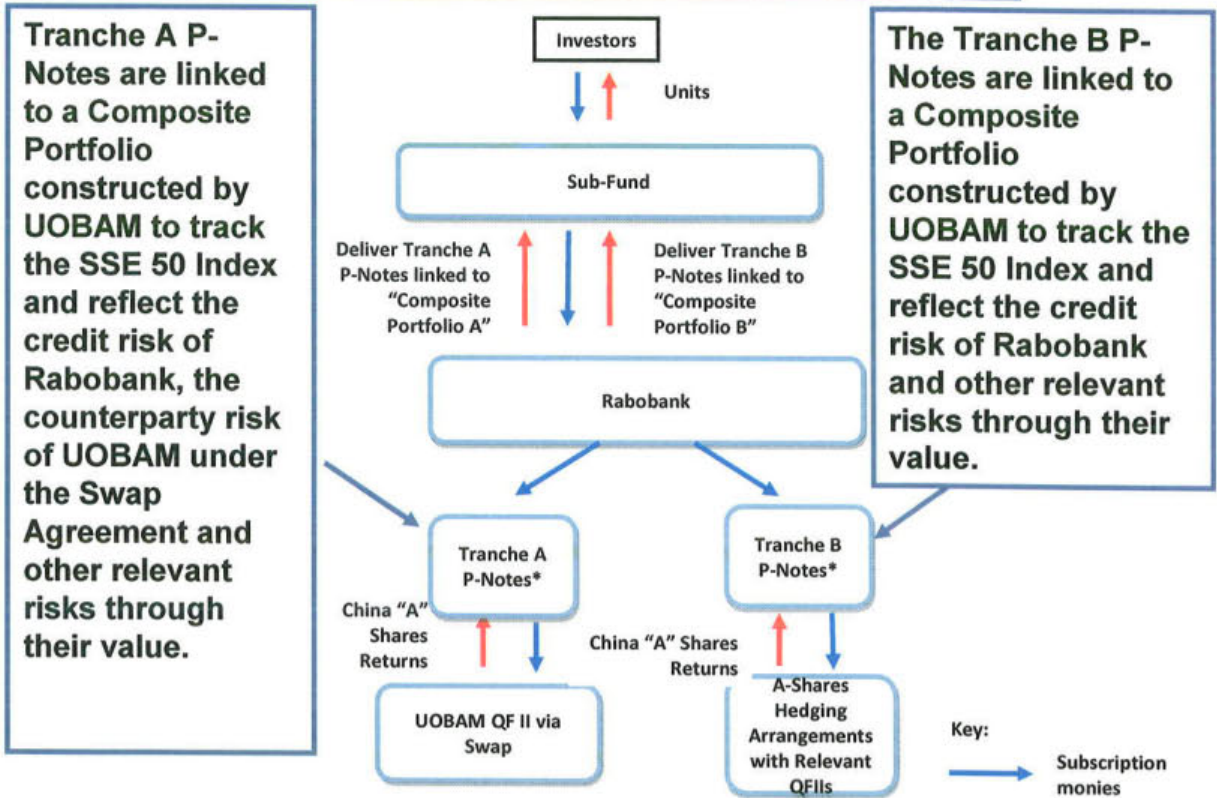 Tranche A P-
Notes are linked
to a Composite
Portfolio
constructed by
UOBAM to track
the SSE 50 Index
and reflect the
credit risk of
Rabobank, the
counterparty risk
of UOBAM under
the Swap
Agreement and
other relevant
risks through
their value.
Investors
Units
Sub-Fund
Deliver Tranche A
P-Notes linked to
“Composite
Portfolio A”
Deliver Tranche B
P-Notes linked to
“Composite
Portfolio B”
Rabobank
The Tranche B P-
Notes are linked to
a Composite
Portfolio
constructed by
UOBAM to track the
SSE 50 Index and
reflect the credit
risk of Rabobank
and other relevant
risks through their
value.
Tranche A
P-Notes*
Tranche B
P-Notes*
China “A”
Shares
Returns
China “A” Shares
Returns
UOBAM QF II via
Swap
A-Shares
Hedging
Arrangements
with Relevant
QFIIs
Key:
Subscription
monies